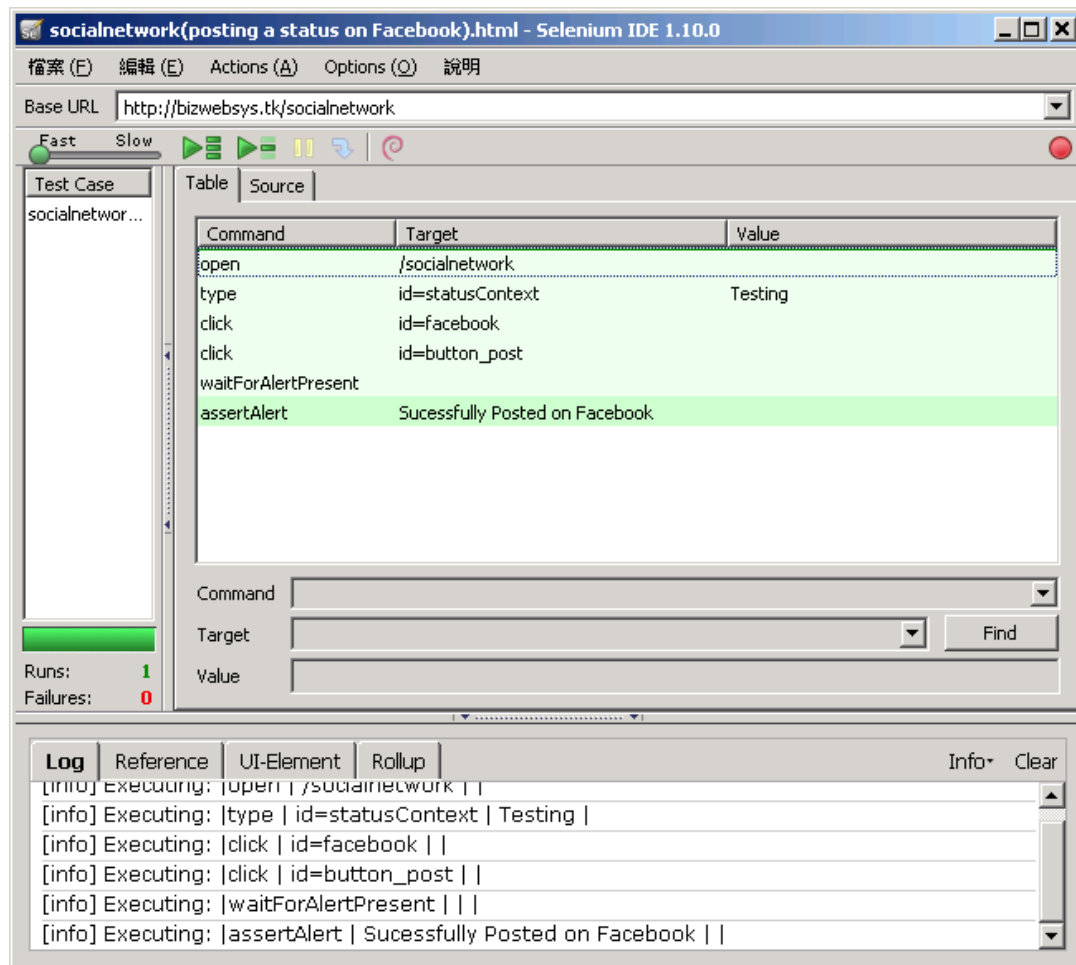 socialnetwork(posting a status on Facebook).html - Selenium IDE 1.10.0
檔案 (F) 編輯 (E) Actions (A) Options (O) 說明
Base URL http://bizwebsys.tk/socialnetwork
Fast Slow
Test Case
socialnetwor...
Table Source
Command Target Value
open /socialnetwork
type id=statusContext Testing
click id=facebook
click id=button_post
waitForAlertPresent
assertAlert Sucessfully Posted on Facebook
Command
Target Find
Value
Runs: 1
Failures: 0
Log Reference UI-Element Rollup Info Clear
[info] Executing: |open | /socialnetwork | |
[info] Executing: |type | id=statusContext | Testing |
[info] Executing: |click | id=facebook | |
[info] Executing: |click | id=button_post | |
[info] Executing: |waitForAlertPresent | | |
[info] Executing: |assertAlert | Sucessfully Posted on Facebook | |